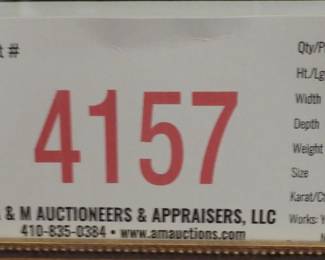 t #
4157
& M AUCTIONEERS & APPRAISERS, LLC
410-835-0384 • www.amauctions.com
Qty/P
Ht./Lg
Width
Depth
Weight
Size
Karat/C
Works: Y